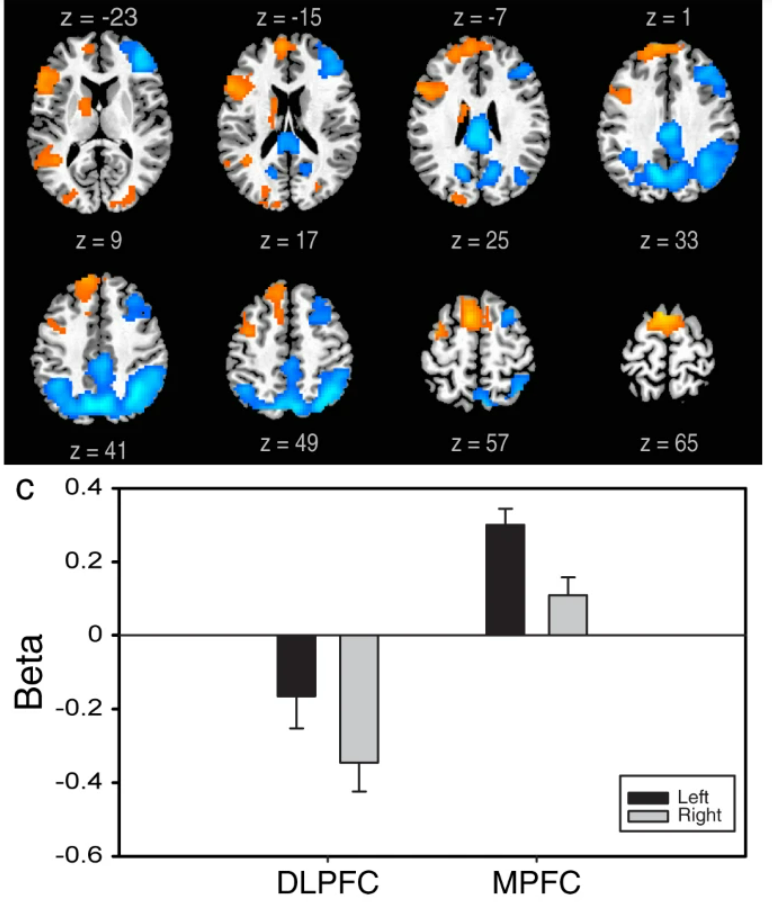 z = -23 z = -15 z = -7 z = 1
z = 9 z = 17 z = 25 z = 33
z = 41 z = 49 z = 57 z = 65
C
0.4
0.2
0
-0.2
-0.4
-0.6
Beta
Left
Right
DLPFC MPFC